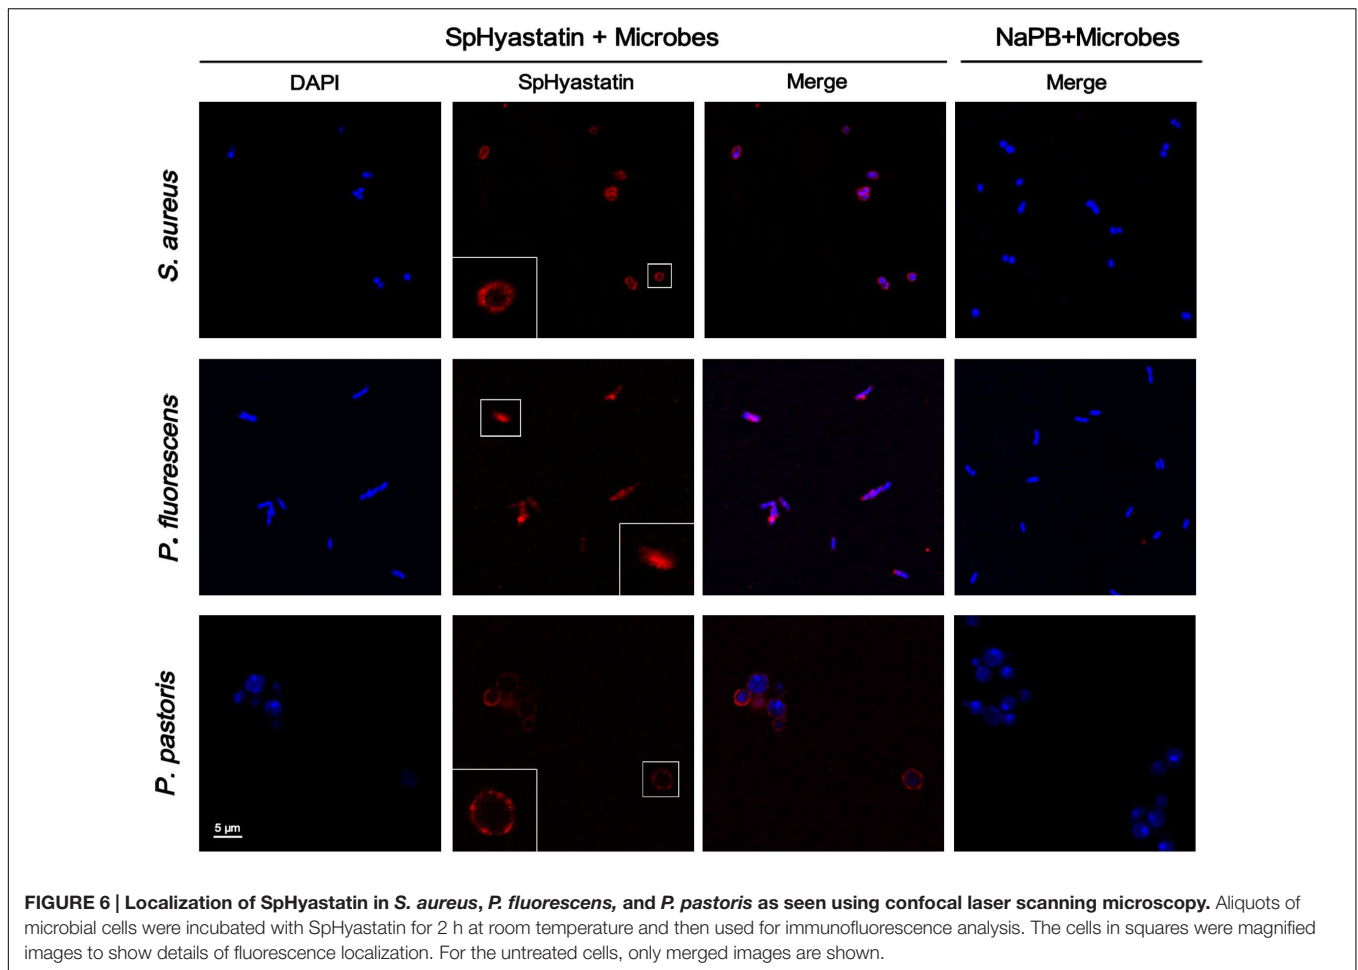 SpHyastatin + Microbes NaPB+Microbes
DAPI SpHyastatin Merge Merge
S. aureus
P. fluorescens
P. pastoris
5 µm
FIGURE 6 | Localization of SpHyastatin in S. aureus, P. fluorescens, and P. pastoris as seen using confocal laser scanning microscopy. Aliquots of
microbial cells were incubated with SpHyastatin for 2 h at room temperature and then used for immunofluorescence analysis. The cells in squares were magnified
images to show details of fluorescence localization. For the untreated cells, only merged images are shown.